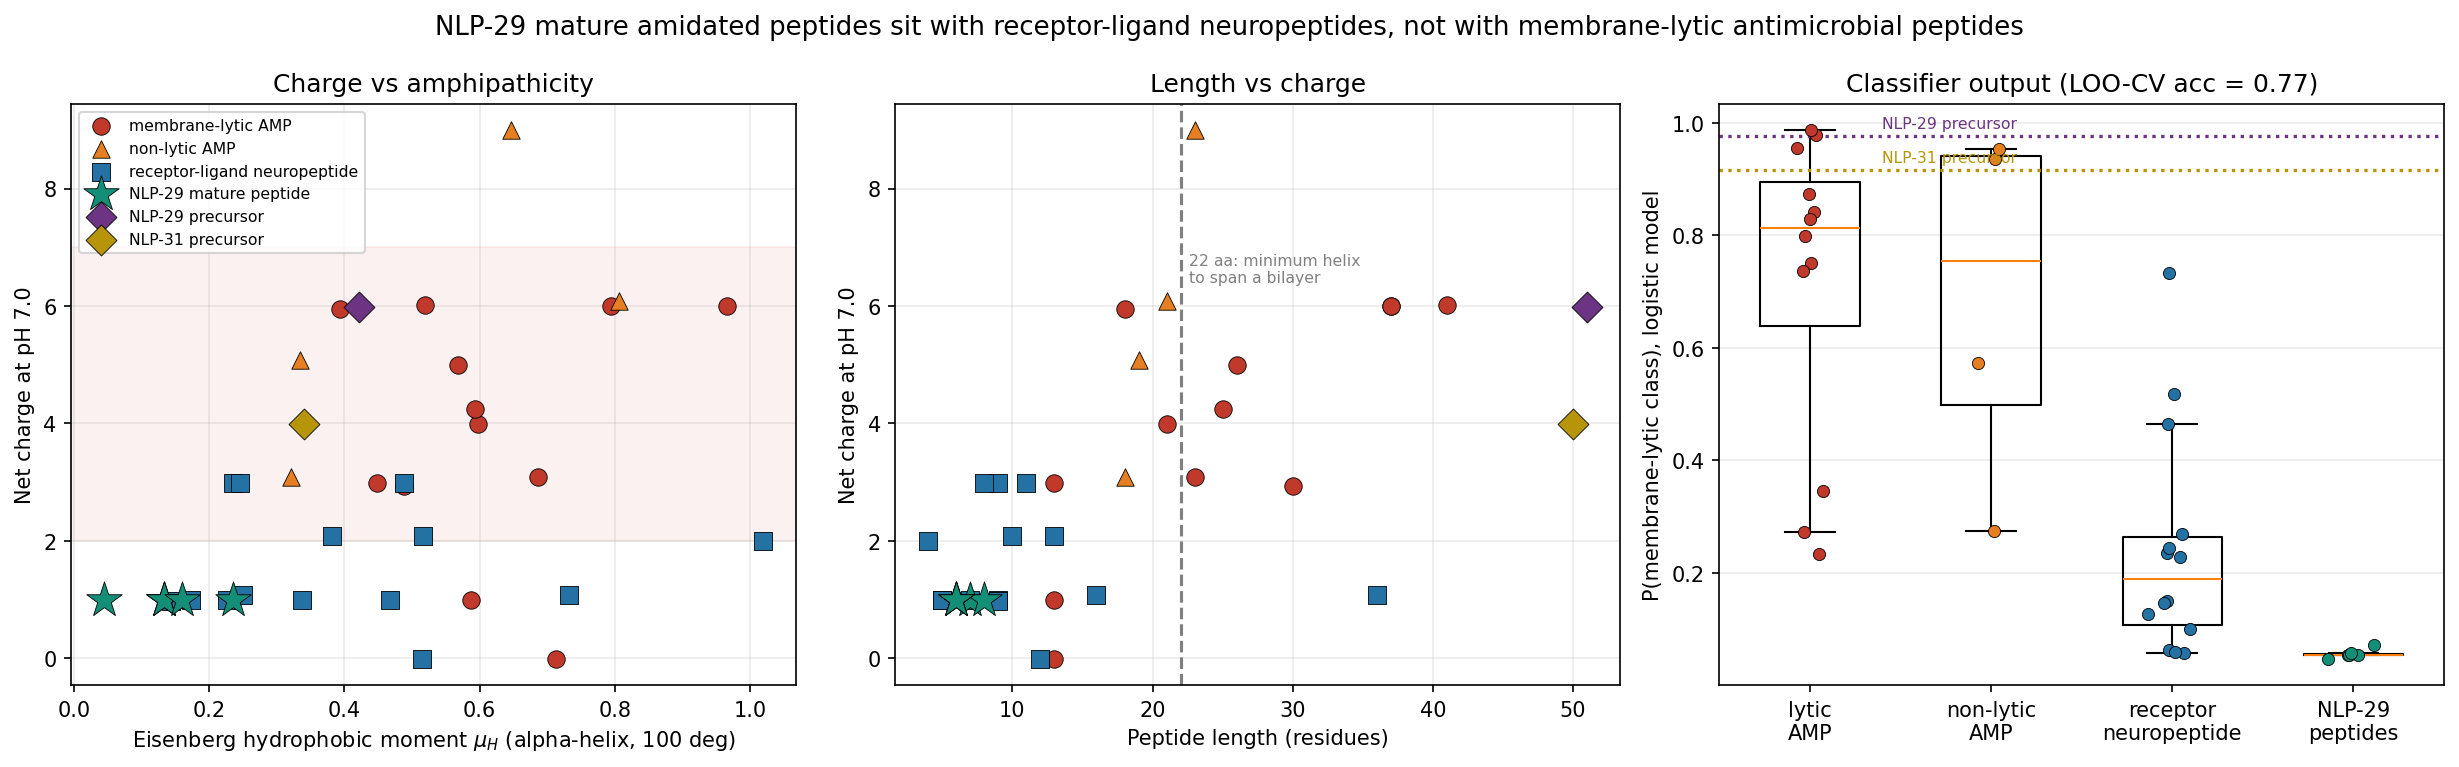 NLP-29 mature amidated peptides sit with receptor-ligand neuropeptides, not with membrane-lytic antimicrobial peptides
Charge vs amphipathicity
membrane-lytic AMP
non-lytic AMP
receptor-ligand neuropeptide
NLP-29 mature peptide
NLP-29 precursor
NLP-31 precursor
Net charge at pH 7.0
8
6
4
2
0
0.0 0.2 0.4 0.6 0.8 1.0
Eisenberg hydrophobic moment μH (alpha-helix, 100 deg)
Length vs charge
22 aa: minimum helix
to span a bilayer
Net charge at pH 7.0
8
6
4
2
0
10 20 30 40 50
Peptide length (residues)
Classifier output (LOO-CV acc = 0.77)
NLP-29 precursor
NLP-31 precursor
P(membrane-lytic class), logistic model
1.0
0.8
0.6
0.4
0.2
lytic
AMP
non-lytic
AMP
receptor
neuropeptide
NLP-29
peptides